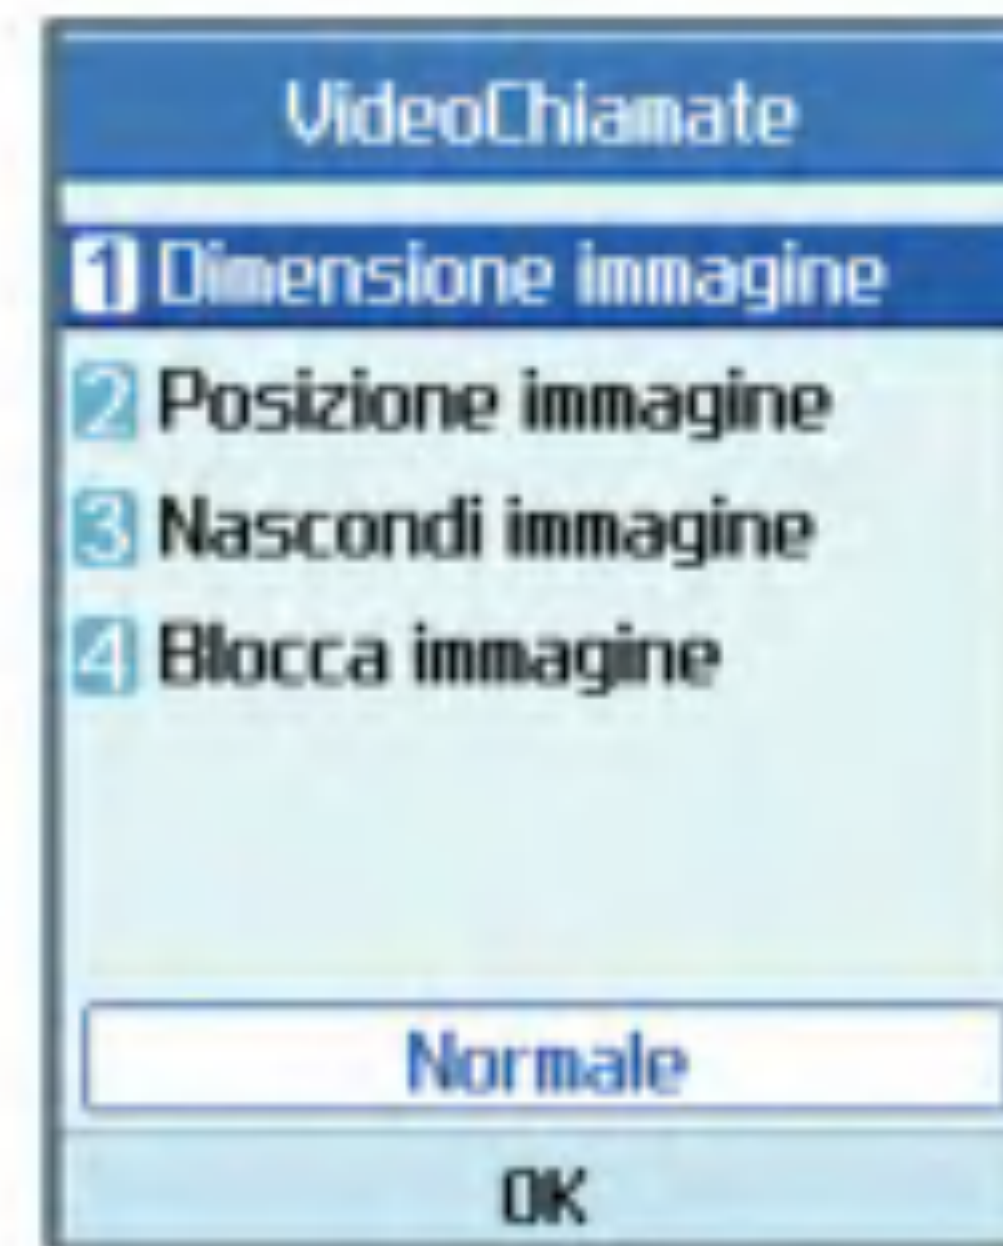 VideoChiamate
1 Dimensione immagine
2 Posizione immagine
3 Nascondi immagine
4 Blocca immagine
Normale
OK